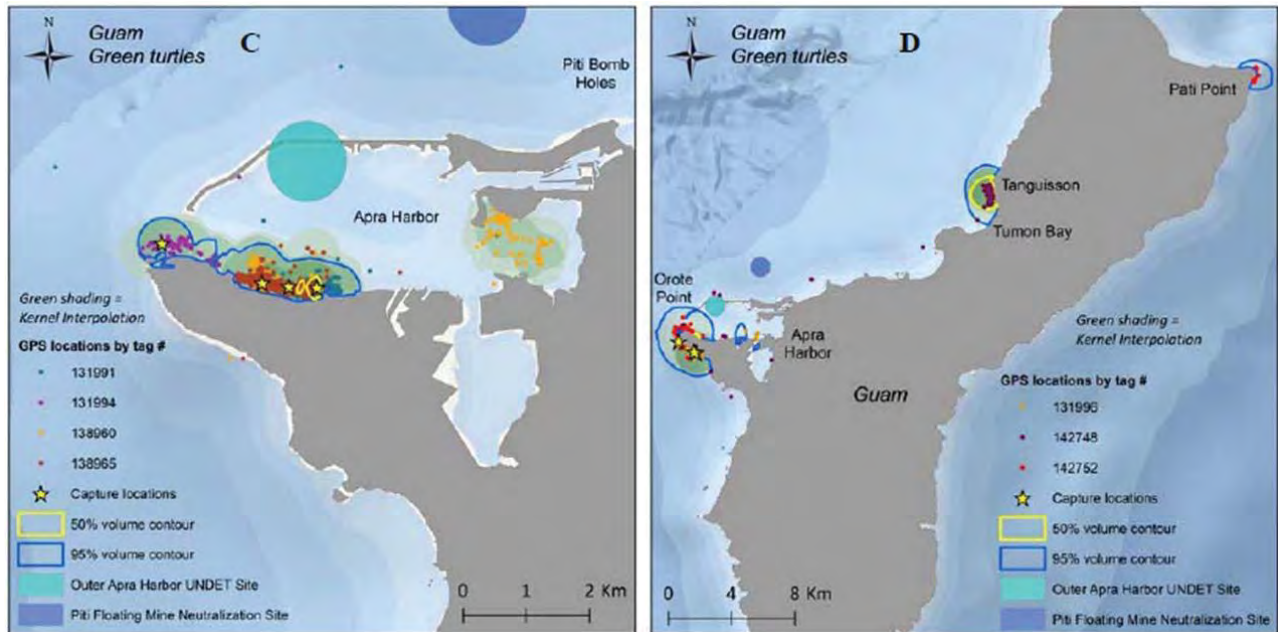 N
Guam
Green turtles
C
Piti Bomb
Holes
Apra Harbor
Green shading =
Kernel Interpolation
GPS locations by tag #
131991
131994
138960
138965
Capture locations
50% volume contour
95% volume contour
Outer Apra Harbor UNDET Site
Piti Floating Mine Neutralization Site
0 1 2 Km
N
Guam
Green turtles
D
Pati Point
Tanguisson
Tumon Bay
Orote
Point
Apra
Harbor
Guam
Green shading =
Kernel Interpolation
GPS locations by tag #
131996
142748
142752
Capture locations
50% volume contour
95% volume contour
Outer Apra Harbor UNDET Site
Piti Floating Mine Neutralization Site
0 4 8 Km